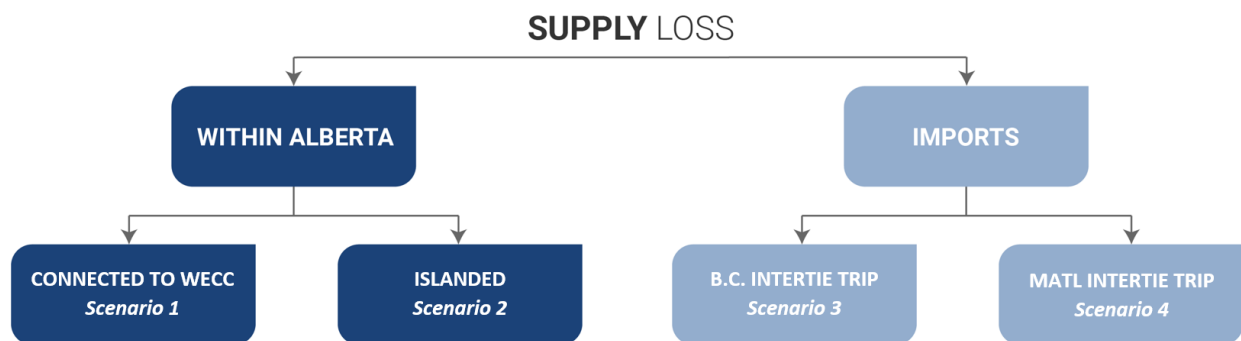 SUPPLY LOSS
WITHIN ALBERTA
IMPORTS
CONNECTED TO WECC
Scenario 1
ISLANDED
Scenario 2
B.C. INTERTIE TRIP
Scenario 3
MATL INTERTIE TRIP
Scenario 4